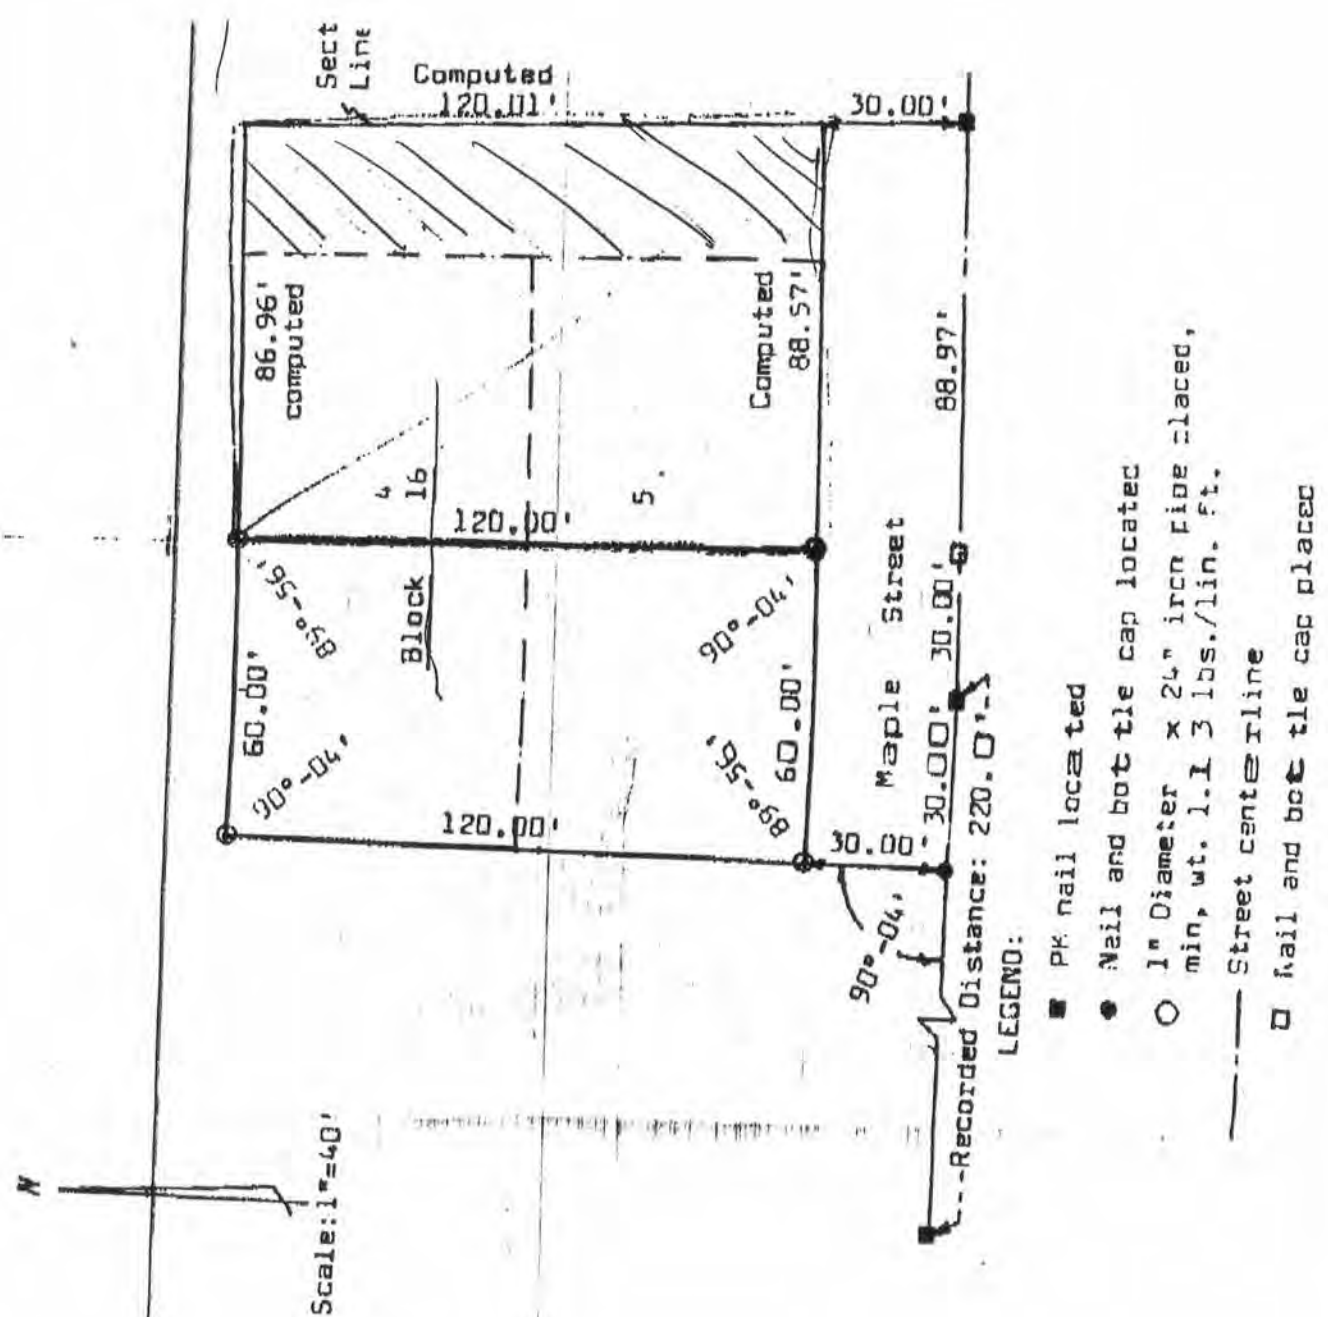 N
Scale:1"=40'
Sect
Line
Computed
120.01'
30.00'
86.96'
computed
Computed
88.57'
88.97'
4
16
Block
5.
120.00'
60.00'
89°-56'
90°-04'
90°-04'
120.00'
89°-56'
60.00'
Maple Street
30.00'
30.00'
30.00'
90°-04'
Recorded Distance: 220.0'
LEGEND:
PK nail located
Nail and bottle cap located
1" Diameter x 24" iron pipe placed,
min, wt. 1.13 lbs./lin. ft.
Street centerline
Nail and bottle cap placed